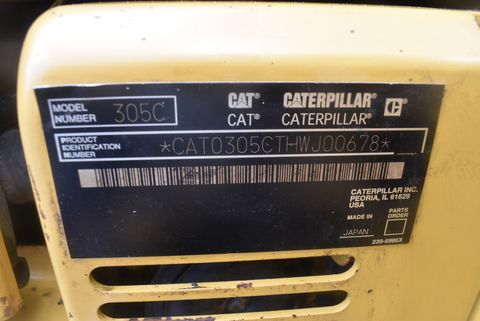 MODEL NUMBER 305C
CAT® CATERPILLAR® C®
CAT® CATERPILLAR®
PRODUCT IDENTIFICATION NUMBER *CAT0305CTHWJ00678*
CATERPILLAR INC.
PEORIA, IL 61629
USA
MADE IN PARTS ORDER
JAPAN
239-6986X